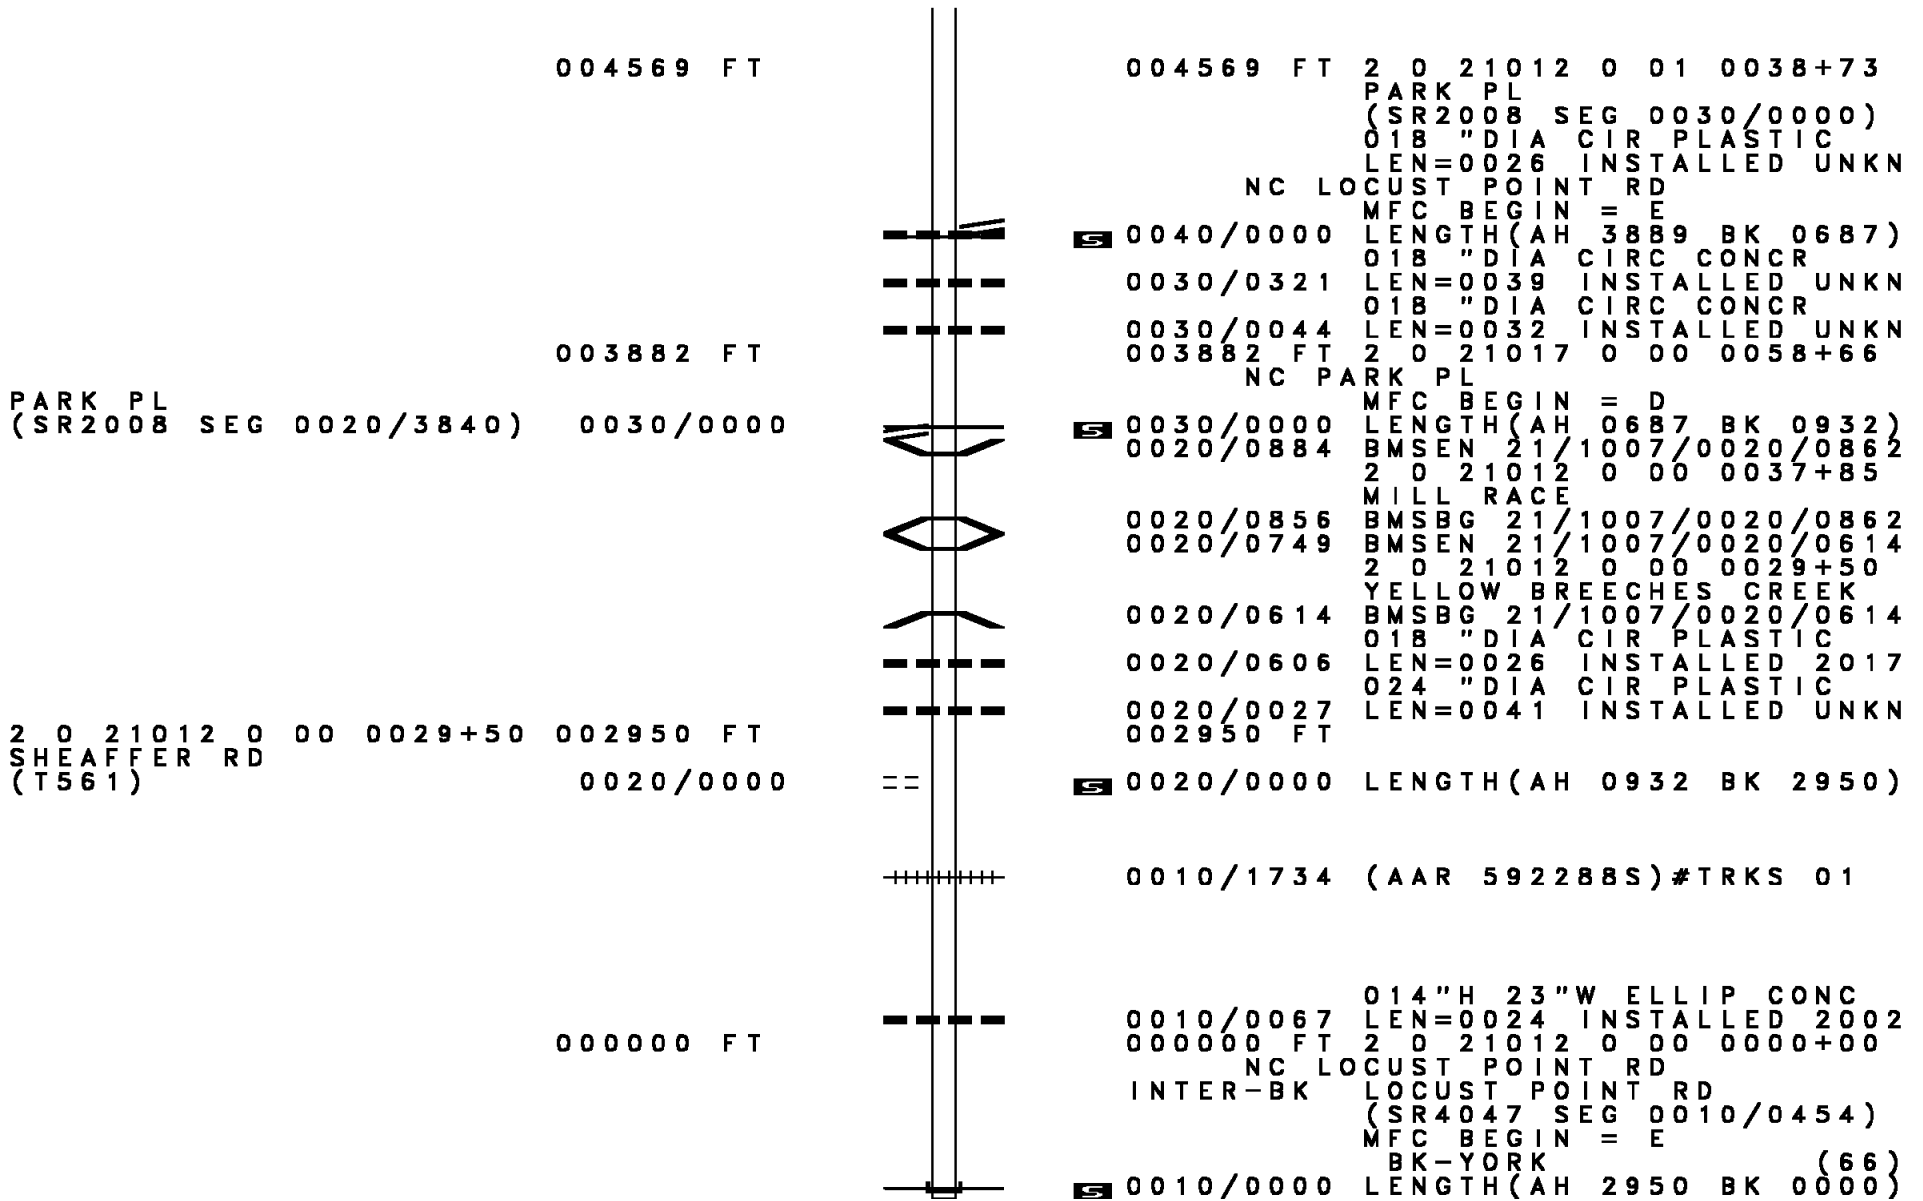 004569 FT 004569 FT 2 0 21012 0 01 0038+73
PARK PL
(SR2008 SEG 0030/0000)
018 "DIA CIR PLASTIC
LEN=0026 INSTALLED UNKN
NC LOCUST POINT RD
MFC BEGIN = E
S 0040/0000 LENGTH(AH 3889 BK 0687)
018 "DIA CIRC CONCR
0030/0321 LEN=0039 INSTALLED UNKN
018 "DIA CIRC CONCR
0030/0044 LEN=0032 INSTALLED UNKN
003882 FT 003882 FT 2 0 21017 0 00 0058+66
NC PARK PL
PARK PL MFC BEGIN = D
(SR2008 SEG 0020/3840) 0030/0000 S 0030/0000 LENGTH(AH 0687 BK 0932)
0020/0884 BMSEN 21/1007/0020/0862
2 0 21012 0 00 0037+85
MILL RACE
0020/0856 BMSBG 21/1007/0020/0862
0020/0749 BMSEN 21/1007/0020/0614
2 0 21012 0 00 0029+50
YELLOW BREECHES CREEK
0020/0614 BMSBG 21/1007/0020/0614
018 "DIA CIR PLASTIC
0020/0606 LEN=0026 INSTALLED 2017
024 "DIA CIR PLASTIC
0020/0027 LEN=0041 INSTALLED UNKN
2 0 21012 0 00 0029+50 002950 FT 002950 FT
SHEAFFER RD
(T561) 0020/0000 S 0020/0000 LENGTH(AH 0932 BK 2950)
0010/1734 (AAR 592288S)#TRKS 01
014"H 23"W ELLIP CONC
0010/0067 LEN=0024 INSTALLED 2002
000000 FT 000000 FT 2 0 21012 0 00 0000+00
NC LOCUST POINT RD
INTER-BK LOCUST POINT RD
(SR4047 SEG 0010/0454)
MFC BEGIN = E
BK-YORK (66)
S 0010/0000 LENGTH(AH 2950 BK 0000)